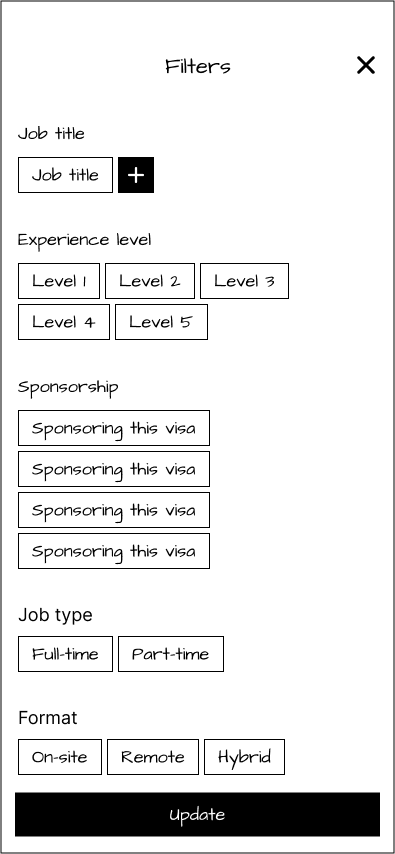 Filters
Job title
Job title
Experience level
Level 1 Level 2 Level 3
Level 4 Level 5
Sponsorship
Sponsoring this visa
Sponsoring this visa
Sponsoring this visa
Sponsoring this visa
Job type
Full-time Part-time
Format
On-site Remote Hybrid
Update